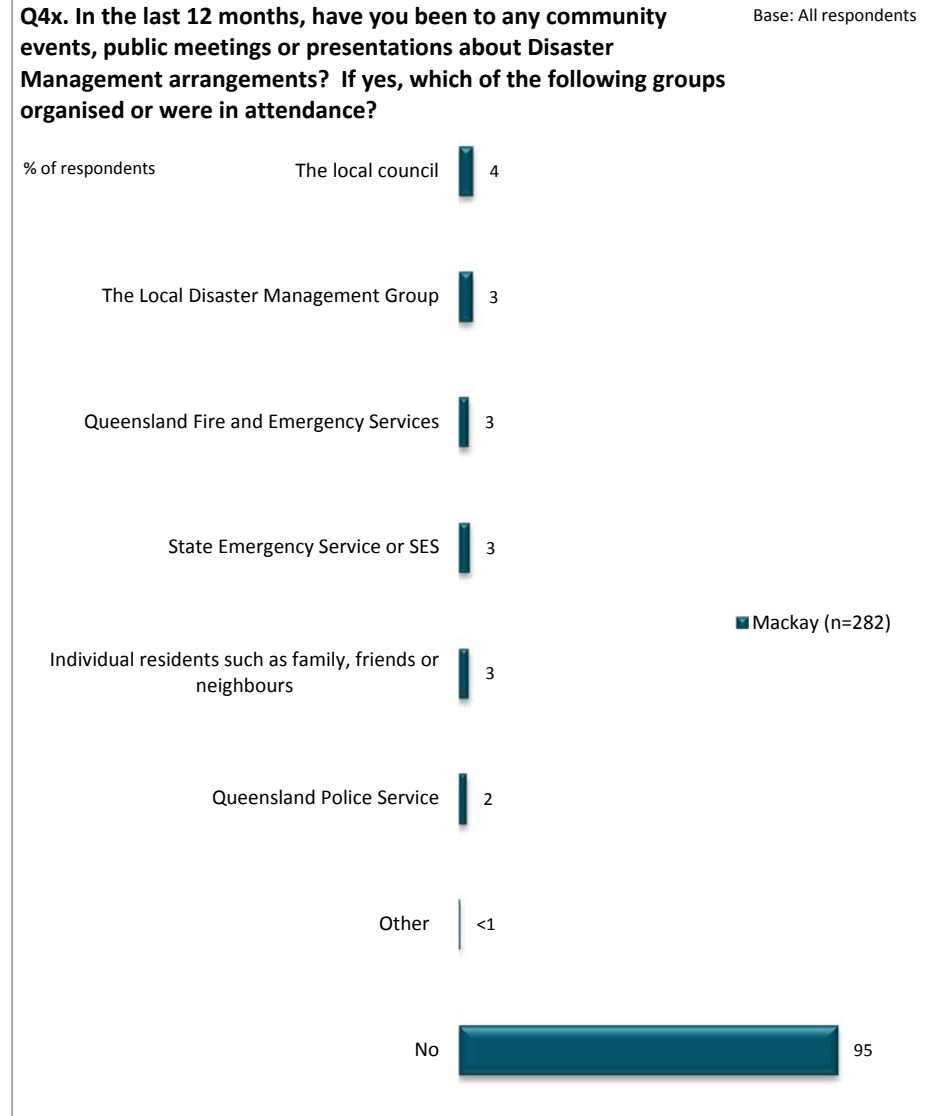 Q4x. In the last 12 months, have you been to any community
events, public meetings or presentations about Disaster
Management arrangements?  If yes, which of the following groups
organised or were in attendance?
Base: All respondents
% of respondents
The local council 4
The Local Disaster Management Group 3
Queensland Fire and Emergency Services 3
State Emergency Service or SES 3
Mackay (n=282)
Individual residents such as family, friends or
neighbours 3
Queensland Police Service 2
Other <1
No 95